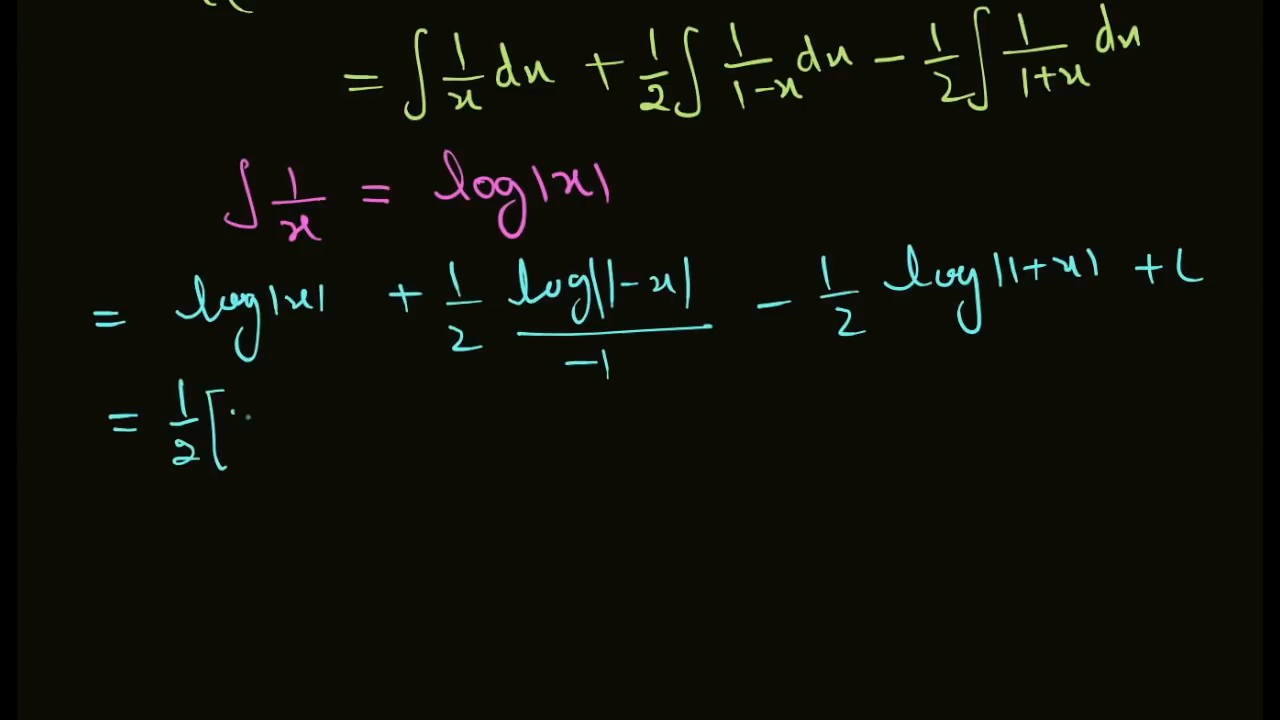 = ∫ 1/x dx + 1/2 ∫ 1/(1-x) dx - 1/2 ∫ 1/(1+x) dx
∫ 1/x = log|x|
= log|x| + 1/2 log|1-x|/-1 - 1/2 log|1+x| + C
= 1/2 [